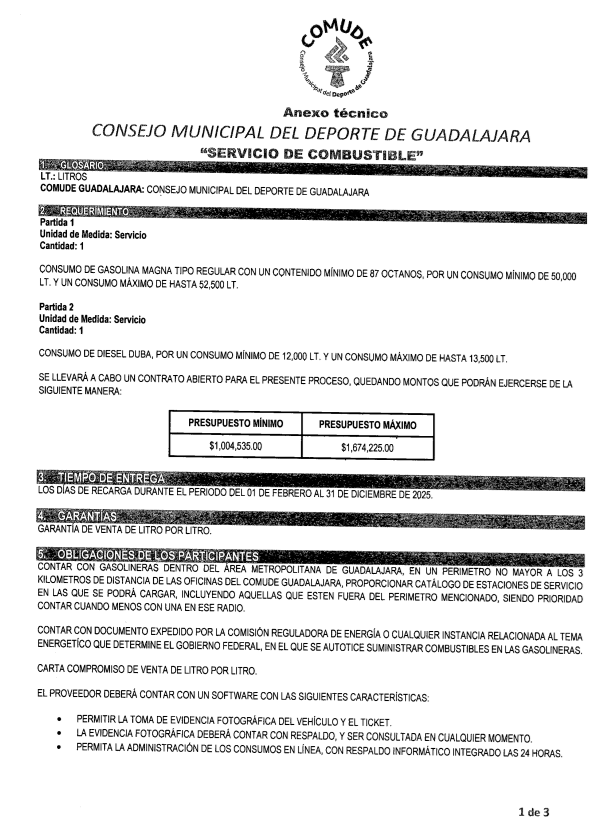 COMUDE
Consejo Municipal del Deporte de Guadalajara
Anexo técnico
CONSEJO MUNICIPAL DEL DEPORTE DE GUADALAJARA
"SERVICIO DE COMBUSTIBLE"
1. GLOSARIO
LT.: LITROS
COMUDE GUADALAJARA: CONSEJO MUNICIPAL DEL DEPORTE DE GUADALAJARA
2. REQUERIMIENTO
Partida 1
Unidad de Medida: Servicio
Cantidad: 1
CONSUMO DE GASOLINA MAGNA TIPO REGULAR CON UN CONTENIDO MÍNIMO DE 87 OCTANOS, POR UN CONSUMO MÍNIMO DE 50,000
LT. Y UN CONSUMO MÁXIMO DE HASTA 52,500 LT.
Partida 2
Unidad de Medida: Servicio
Cantidad: 1
CONSUMO DE DIESEL DUBA, POR UN CONSUMO MÍNIMO DE 12,000 LT. Y UN CONSUMO MÁXIMO DE HASTA 13,500 LT.
SE LLEVARÁ A CABO UN CONTRATO ABIERTO PARA EL PRESENTE PROCESO, QUEDANDO MONTOS QUE PODRÁN EJERCERSE DE LA
SIGUIENTE MANERA:
PRESUPUESTO MÍNIMO PRESUPUESTO MÁXIMO
$1,004,535.00 $1,674,225.00
3. TIEMPO DE ENTREGA
LOS DÍAS DE RECARGA DURANTE EL PERIODO DEL 01 DE FEBRERO AL 31 DE DICIEMBRE DE 2025.
4. GARANTÍAS
GARANTÍA DE VENTA DE LITRO POR LITRO.
5. OBLIGACIONES DE LOS PARTICIPANTES
CONTAR CON GASOLINERAS DENTRO DEL ÁREA METROPOLITANA DE GUADALAJARA, EN UN PERIMETRO NO MAYOR A LOS 3
KILOMETROS DE DISTANCIA DE LAS OFICINAS DEL COMUDE GUADALAJARA, PROPORCIONAR CATÁLOGO DE ESTACIONES DE SERVICIO
EN LAS QUE SE PODRÁ CARGAR, INCLUYENDO AQUELLAS QUE ESTEN FUERA DEL PERIMETRO MENCIONADO, SIENDO PRIORIDAD
CONTAR CUANDO MENOS CON UNA EN ESE RADIO.
CONTAR CON DOCUMENTO EXPEDIDO POR LA COMISIÓN REGULADORA DE ENERGÍA O CUALQUIER INSTANCIA RELACIONADA AL TEMA
ENERGETÍCO QUE DETERMINE EL GOBIERNO FEDERAL, EN EL QUE SE AUTOTICE SUMINISTRAR COMBUSTIBLES EN LAS GASOLINERAS.
CARTA COMPROMISO DE VENTA DE LITRO POR LITRO.
EL PROVEEDOR DEBERÁ CONTAR CON UN SOFTWARE CON LAS SIGUIENTES CARACTERÍSTICAS:
• PERMITIR LA TOMA DE EVIDENCIA FOTOGRÁFICA DEL VEHÍCULO Y EL TICKET.
• LA EVIDENCIA FOTOGRÁFICA DEBERÁ CONTAR CON RESPALDO, Y SER CONSULTADA EN CUALQUIER MOMENTO.
• PERMITA LA ADMINISTRACIÓN DE LOS CONSUMOS EN LÍNEA, CON RESPALDO INFORMÁTICO INTEGRADO LAS 24 HORAS.
1 de 3